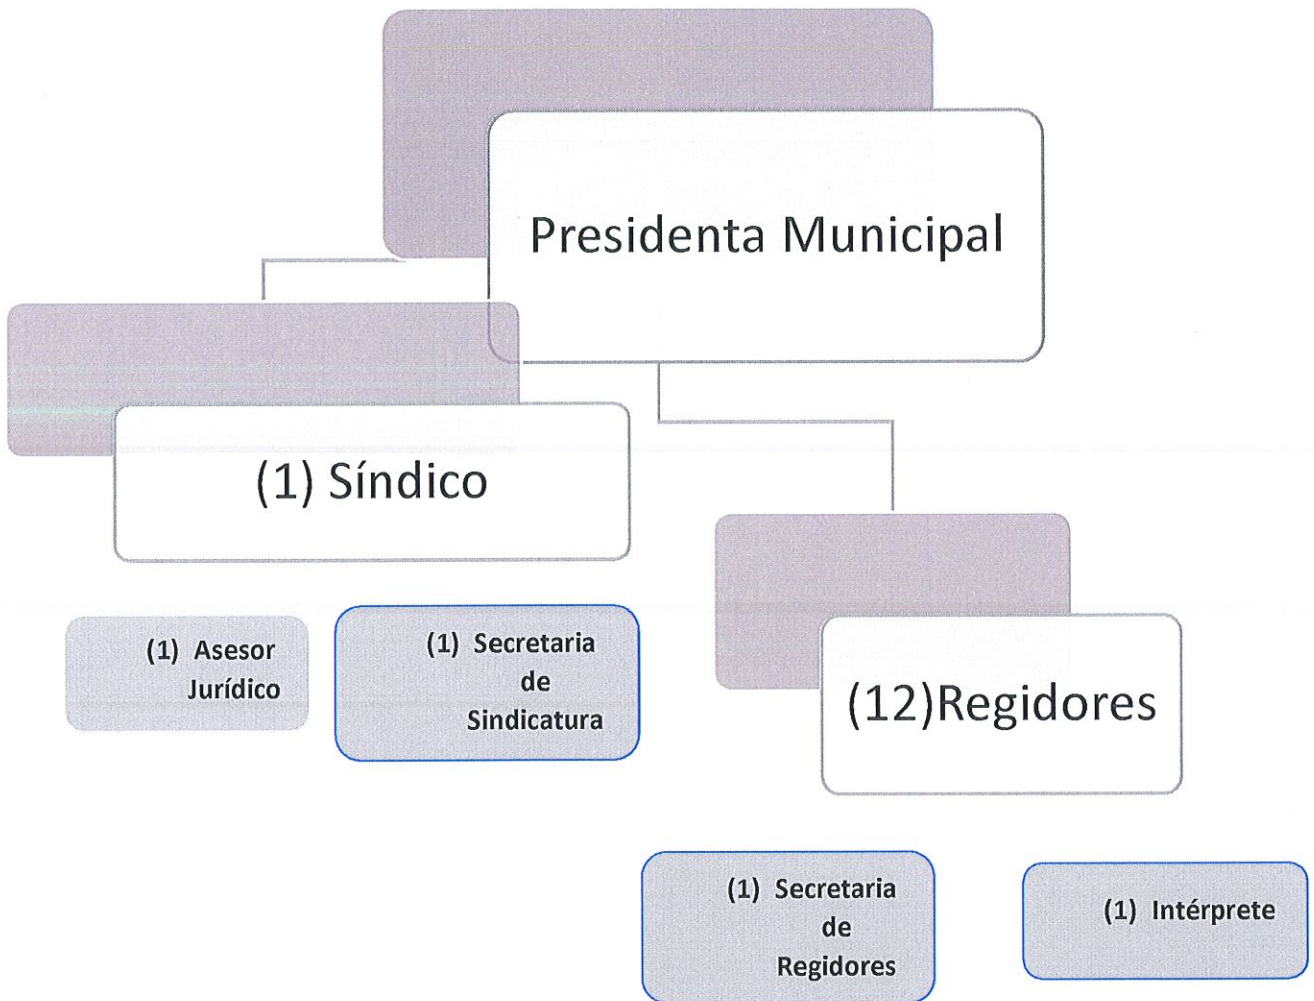 Presidenta Municipal
(1) Síndico
(1) Asesor
Jurídico
(1) Secretaria
de
Sindicatura
(12)Regidores
(1) Secretaria
de
Regidores
(1) Intérprete